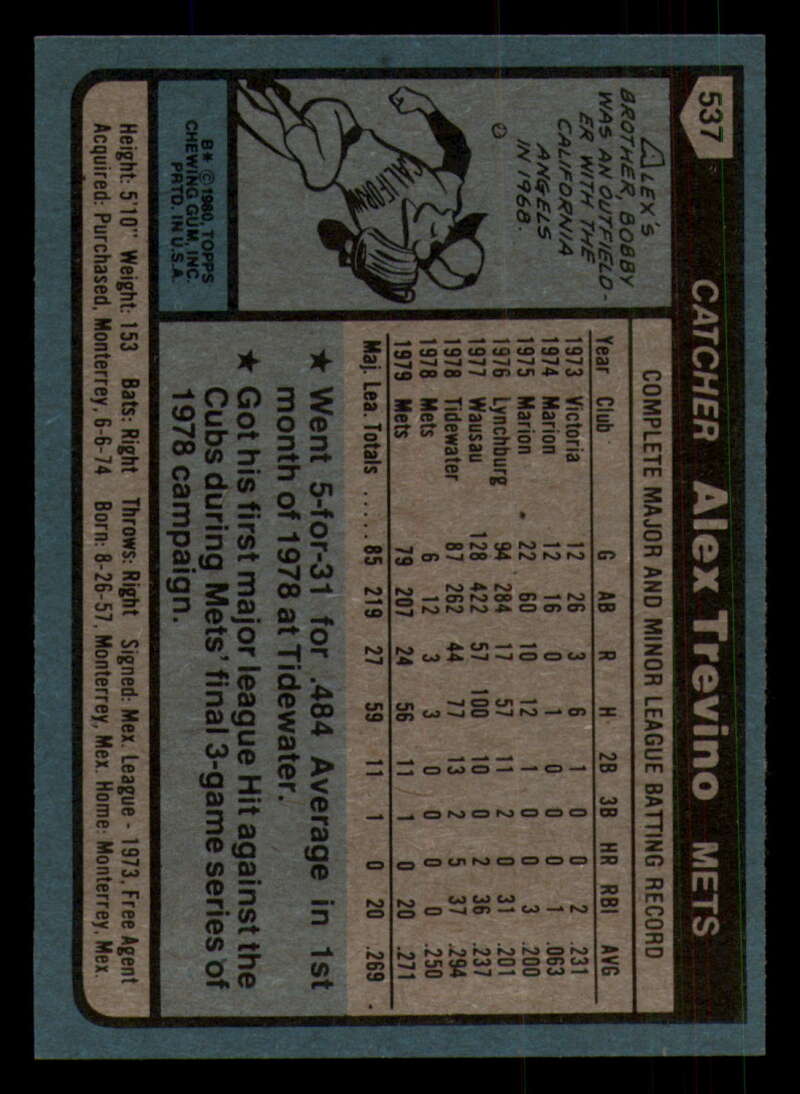 537
CATCHER Alex Trevino METS
ALEX'S
BROTHER, BOBBY
WAS AN OUTFIELD-
ER WITH THE
CALIFORNIA
ANGELS
IN 1968.
CALIFORN
B* © 1980, TOPPS
CHEWING GUM, INC.
PRTD. IN U.S.A.
COMPLETE MAJOR AND MINOR LEAGUE BATTING RECORD
Year Club G AB R H 2B 3B HR RBI AVG
1973 Victoria 12 26 3 6 1 0 0 2 .231
1974 Marion 12 16 0 1 0 0 0 1 .063
1975 Marion 22 60 10 12 1 0 0 3 .200
1976 Lynchburg 94 284 17 57 11 2 0 31 .201
1977 Wausau 128 422 57 100 10 0 2 36 .237
1978 Tidewater 87 262 44 77 13 2 5 37 .294
1978 Mets 6 12 3 3 0 0 0 0 .250
1979 Mets 79 207 24 56 11 1 0 20 .271
Maj. Lea. Totals ..... 85 219 27 59 11 1 0 20 .269
★ Went 5-for-31 for .484 Average in 1st
month of 1978 at Tidewater.
★ Got his first major league Hit against the
Cubs during Mets' final 3-game series of
1978 campaign.
Height: 5'10" Weight: 153 Bats: Right Throws: Right Signed: Mex. League - 1973, Free Agent
Acquired: Purchased, Monterrey, 6-6-74 Born: 8-26-57, Monterrey, Mex. Home: Monterrey, Mex.